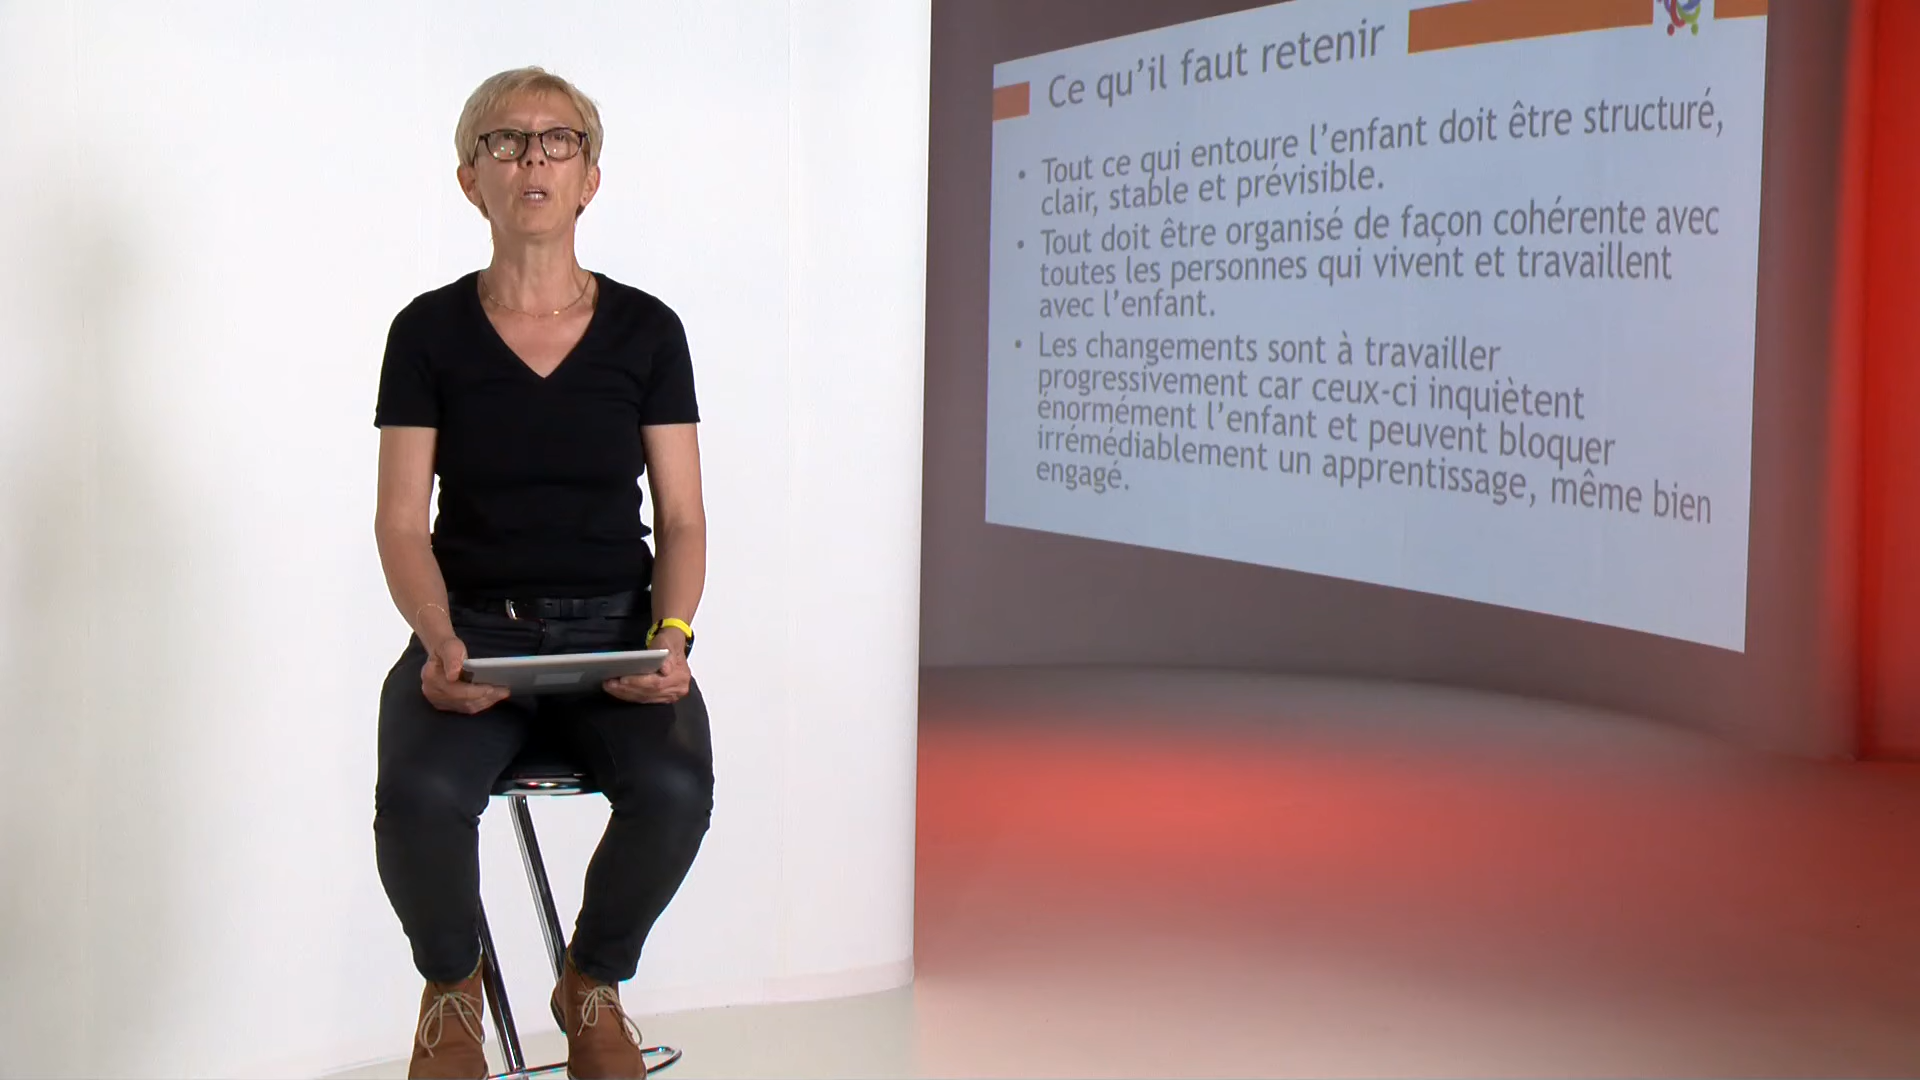 Ce qu'il faut retenir
• Tout ce qui entoure l'enfant doit être structuré,
clair, stable et prévisible.
• Tout doit être organisé de façon cohérente avec
toutes les personnes qui vivent et travaillent
avec l'enfant.
• Les changements sont à travailler
progressivement car ceux-ci inquiètent
énormément l'enfant et peuvent bloquer
irrémédiablement un apprentissage, même bien
engagé.